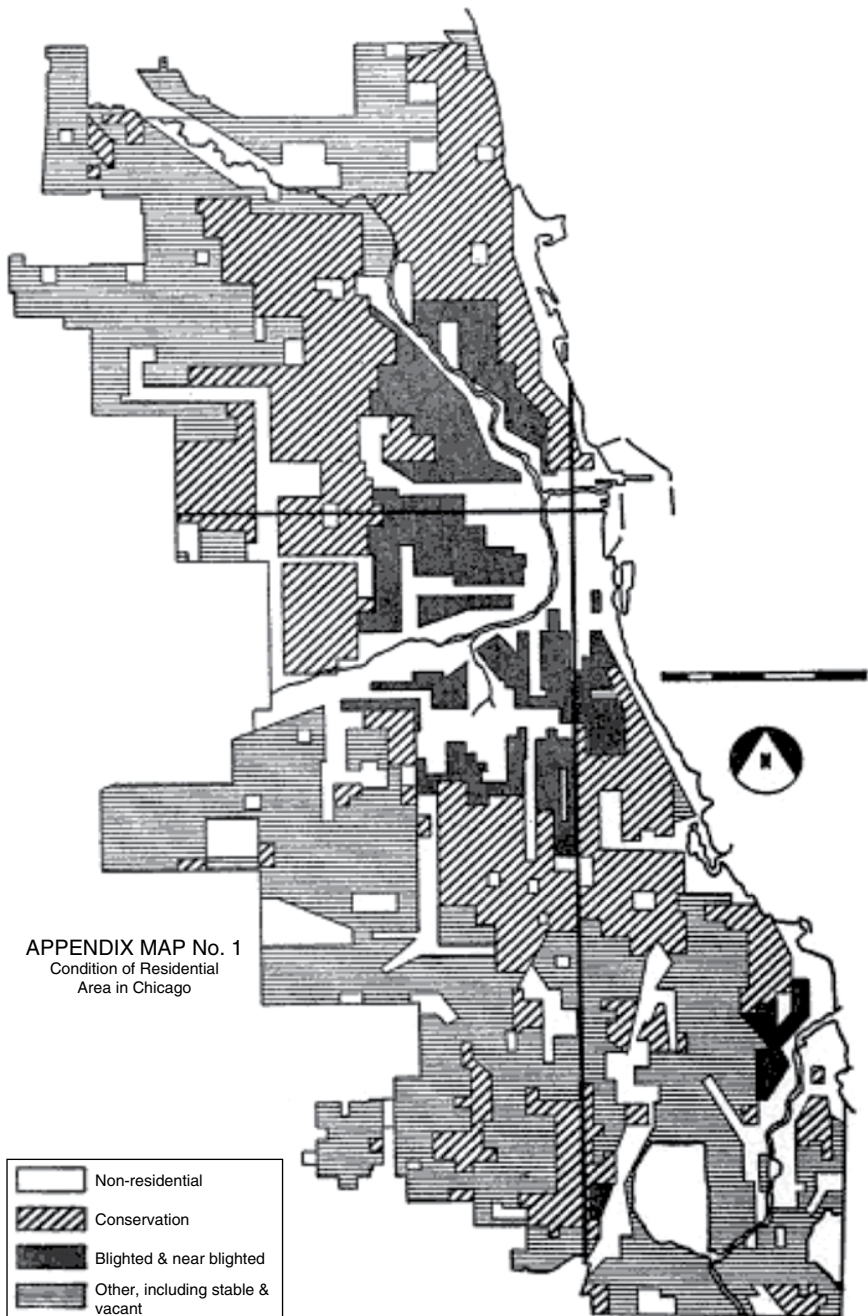 APPENDIX MAP No. 1
Condition of Residential
Area in Chicago
N
Non-residential
Conservation
Blighted & near blighted
Other, including stable &
vacant